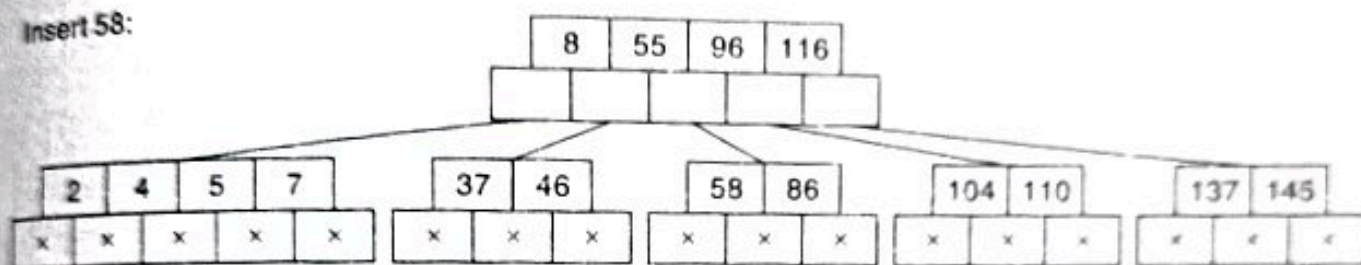 Insert 58:
8 55 96 116
2 4 5 7 37 46 58 86 104 110 137 145
× × × × × × × × × × × × × × × × ×